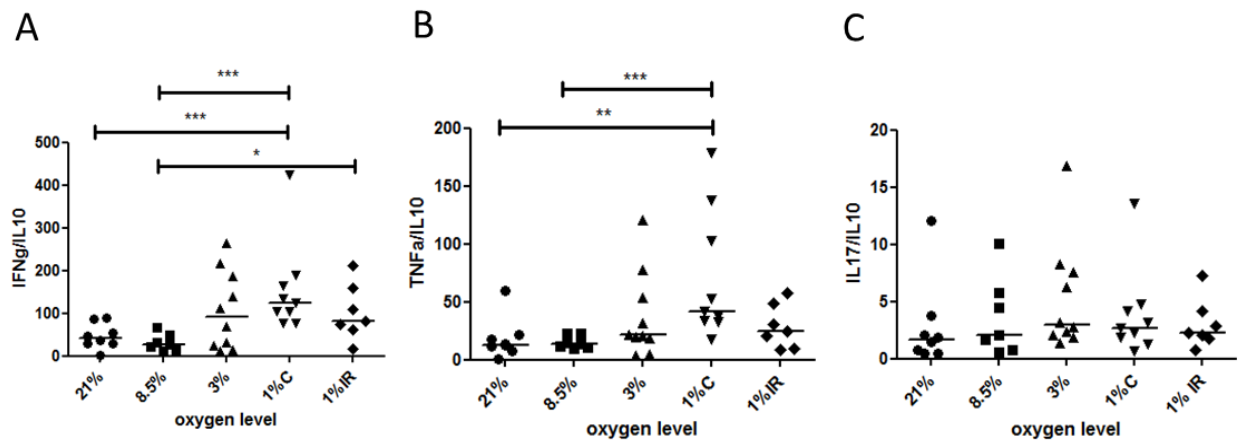 A
***
***
*
500
400
300
200
100
0
IFNg/IL10
21%
8.5%
3%
1%C
1%IR
oxygen level
B
***
**
200
150
100
50
0
TNFa/IL10
21%
8.5%
3%
1%C
1%IR
oxygen level
C
20
15
10
5
0
IL17/IL10
21%
8.5%
3%
1%C
1% IR
oxygen level